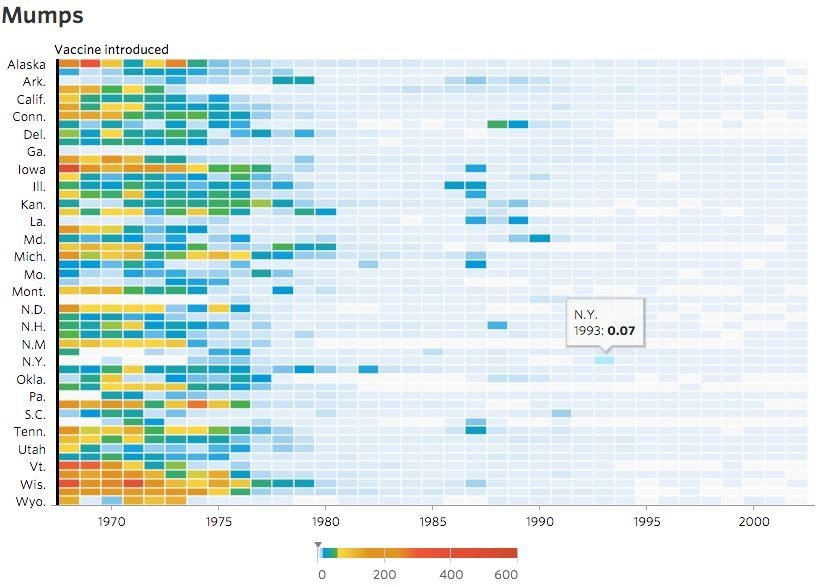 Mumps
Vaccine introduced
Alaska
Ark.
Calif.
Conn.
Del.
Ga.
Iowa
Ill.
Kan.
La.
Md.
Mich.
Mo.
Mont.
N.D.
N.H.
N.M
N.Y.
Okla.
Pa.
S.C.
Tenn.
Utah
Vt.
Wis.
Wyo.
N.Y.
1993: 0.07
1970 1975 1980 1985 1990 1995 2000
0 200 400 600